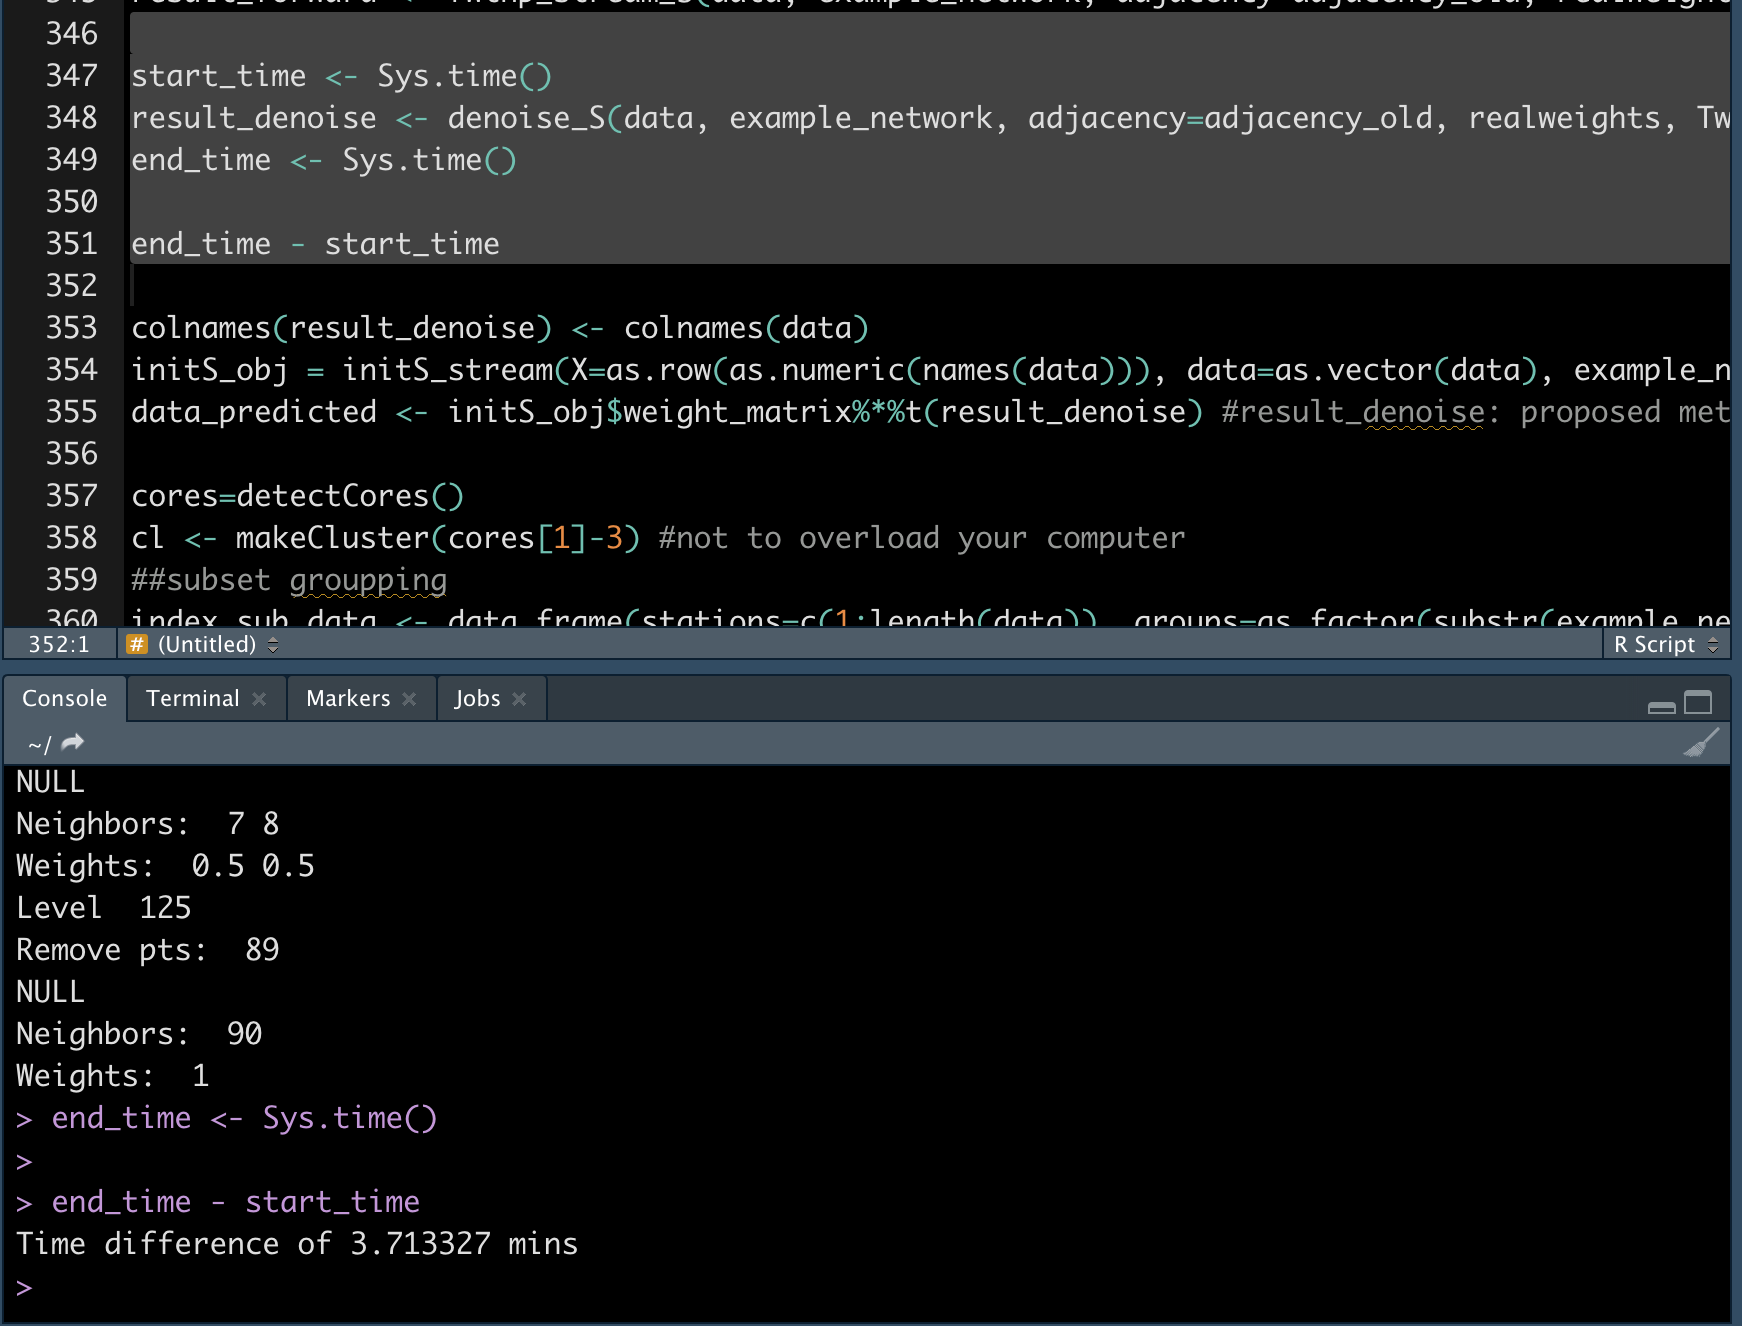 346
347 start_time <- Sys.time()
348 result_denoise <- denoise_S(data, example_network, adjacency=adjacency_old, realweights, Tw
349 end_time <- Sys.time()
350
351 end_time - start_time
352
353 colnames(result_denoise) <- colnames(data)
354 initS_obj = initS_stream(X=as.row(as.numeric(names(data))), data=as.vector(data), example_n
355 data_predicted <- initS_obj$weight_matrix%*%t(result_denoise) #result_denoise: proposed met
356
357 cores=detectCores()
358 cl <- makeCluster(cores[1]-3) #not to overload your computer
359 ##subset groupping
360 index_sub_data <- data.frame(stations=c(1:length(data)), groups=as.factor(substr(example_ne
352:1 # (Untitled) R Script
Console Terminal Markers Jobs
~/
NULL
Neighbors:  7 8
Weights:  0.5 0.5
Level  125
Remove pts:  89
NULL
Neighbors:  90
Weights:  1
> end_time <- Sys.time()
>
> end_time - start_time
Time difference of 3.713327 mins
>